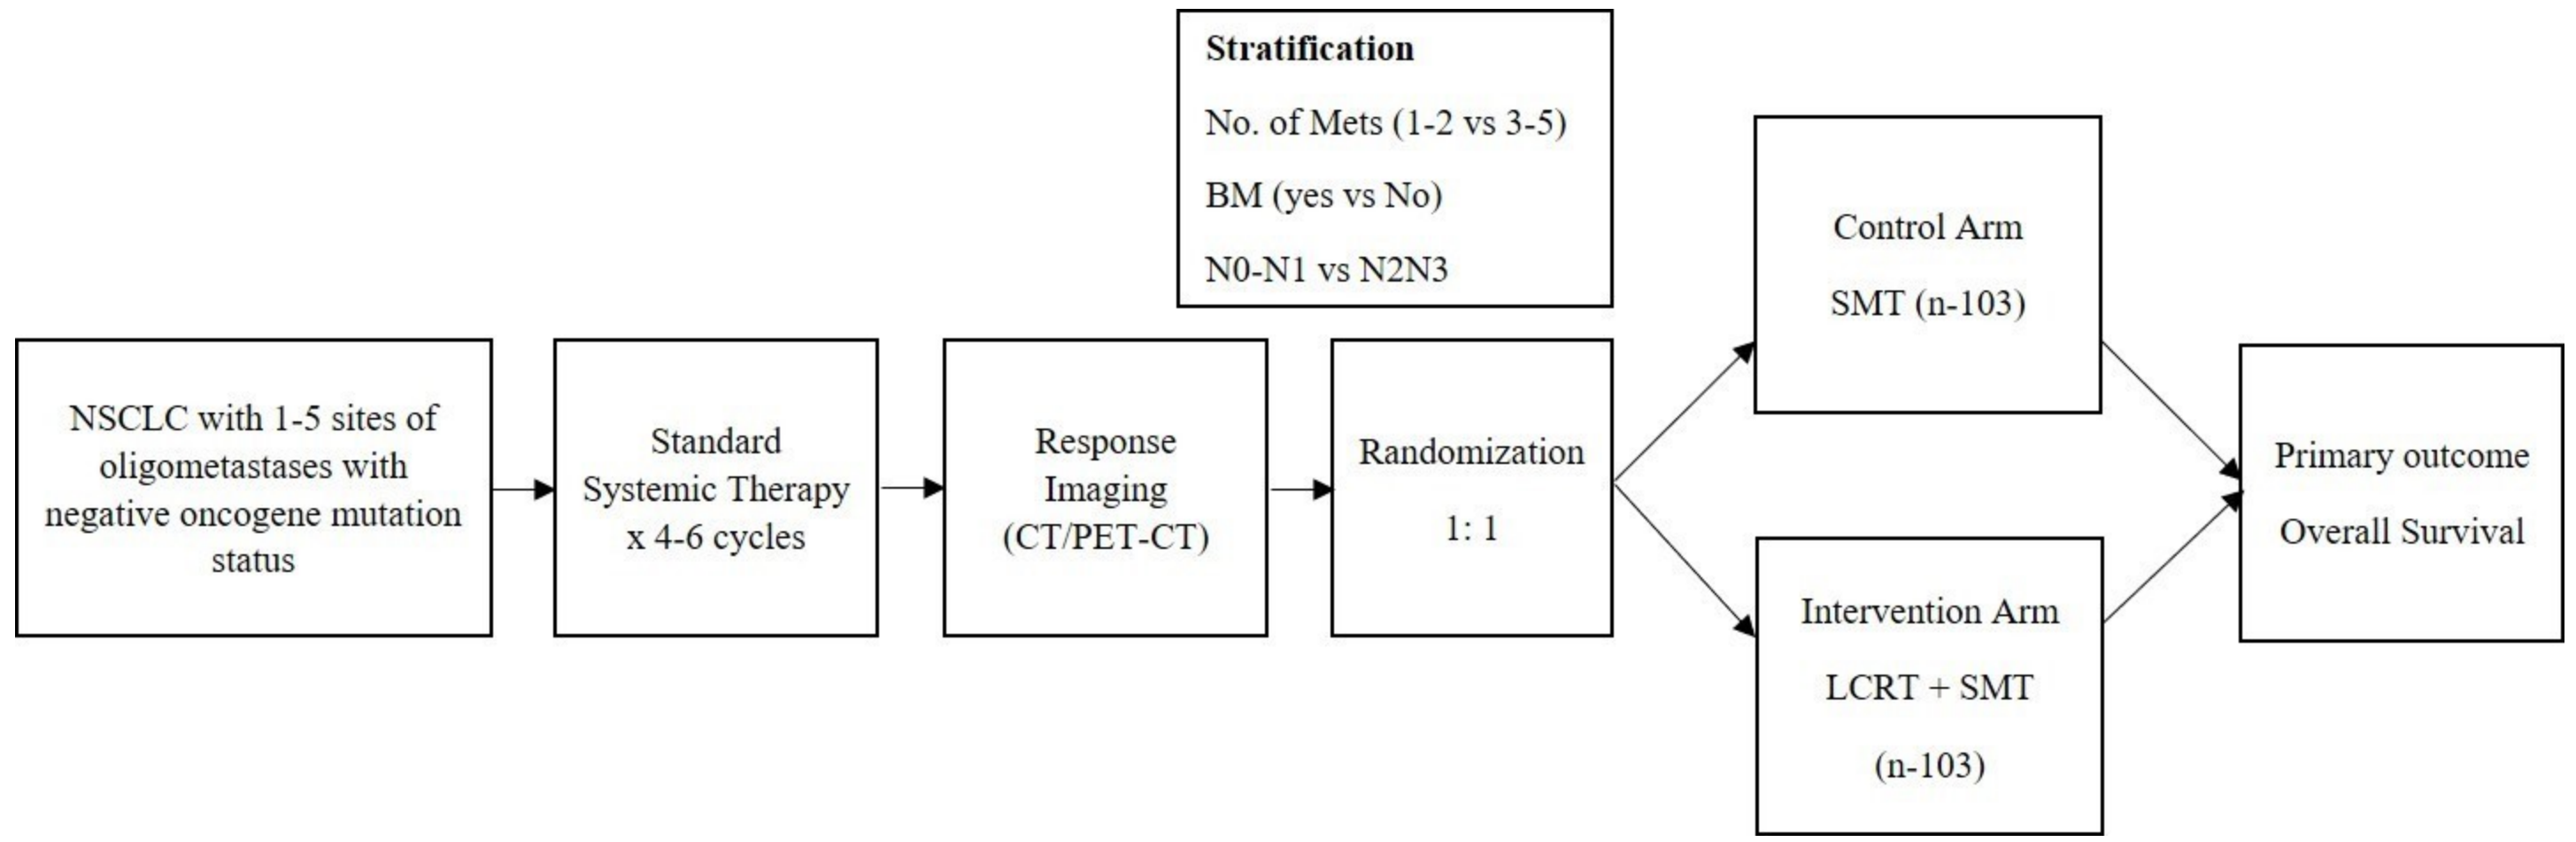 Stratification
No. of Mets (1-2 vs 3-5)
BM (yes vs No)
N0-N1 vs N2N3
NSCLC with 1-5 sites of
oligometastases with
negative oncogene mutation
status
Standard
Systemic Therapy
x 4-6 cycles
Response
Imaging
(CT/PET-CT)
Randomization
1: 1
Control Arm
SMT (n-103)
Intervention Arm
LCRT + SMT
(n-103)
Primary outcome
Overall Survival